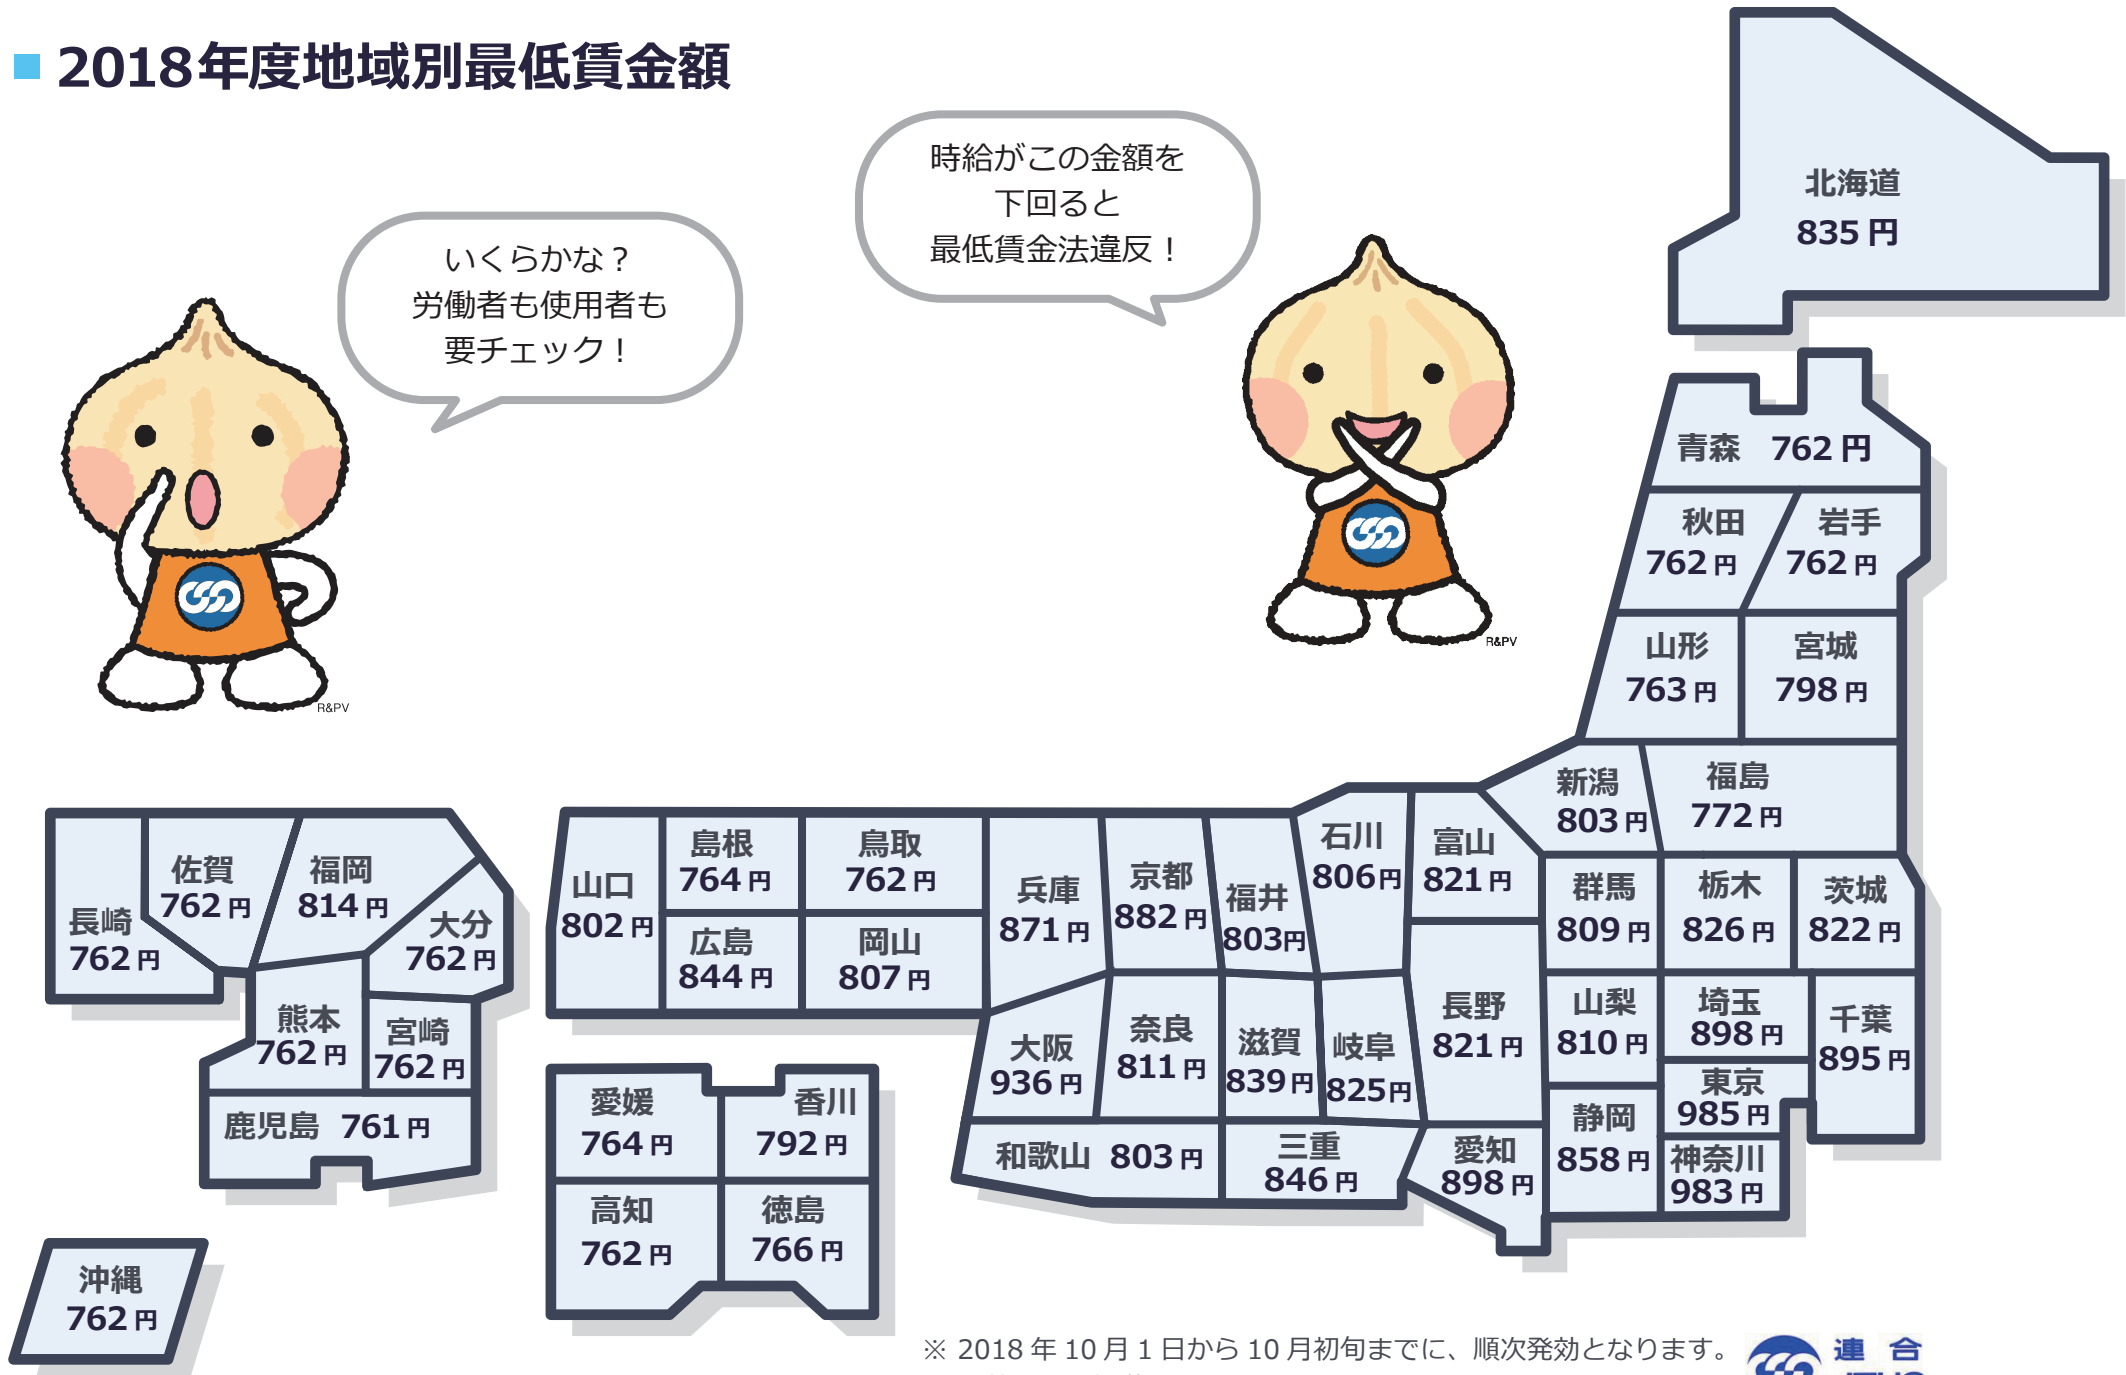 2018年度地域別最低賃金額
時給がこの金額を
下回ると
最低賃金法違反！
いくらかな？
労働者も使用者も
要チェック！
R&PV
R&PV
北海道
835 円
青森 762 円
秋田
762 円
岩手
762 円
山形
763 円
宮城
798 円
新潟
803 円
福島
772 円
石川
806円
富山
821 円
福井
803円
群馬
809 円
栃木
826 円
茨城
822 円
長野
821 円
山梨
810 円
埼玉
898 円
千葉
895 円
東京
985 円
神奈川
983 円
静岡
858 円
愛知
898 円
岐阜
825円
三重
846 円
滋賀
839 円
京都
882 円
兵庫
871 円
奈良
811 円
大阪
936 円
和歌山 803 円
鳥取
762 円
島根
764 円
岡山
807 円
広島
844 円
山口
802 円
愛媛
764 円
香川
792 円
高知
762 円
徳島
766 円
福岡
814 円
佐賀
762 円
長崎
762 円
大分
762 円
熊本
762 円
宮崎
762 円
鹿児島 761 円
沖縄
762 円
※ 2018 年 10 月 1 日から 10 月初旬までに、順次発効となります。
連合